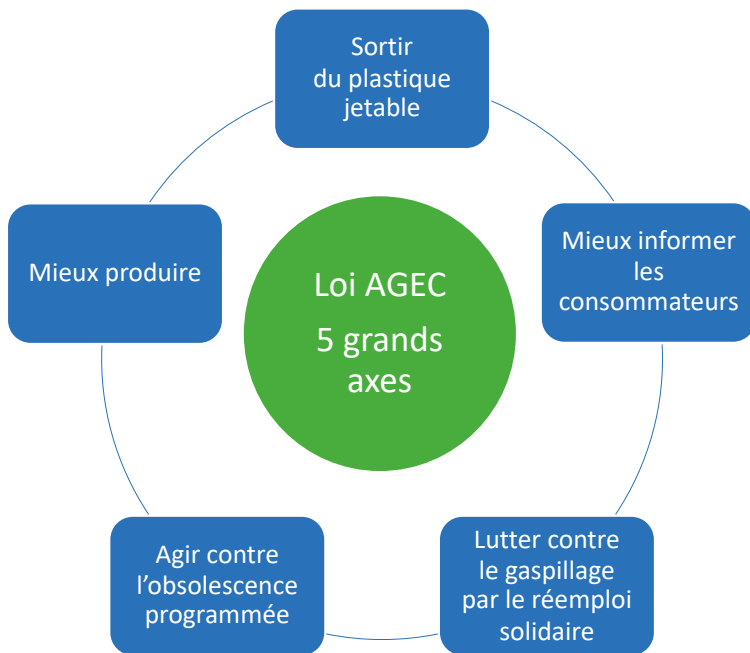 Sortir
du plastique
jetable
Mieux informer
les
consommateurs
Lutter contre
le gaspillage
par le réemploi
solidaire
Agir contre
l’obsolescence
programmée
Mieux produire
Loi AGEC
5 grands
axes